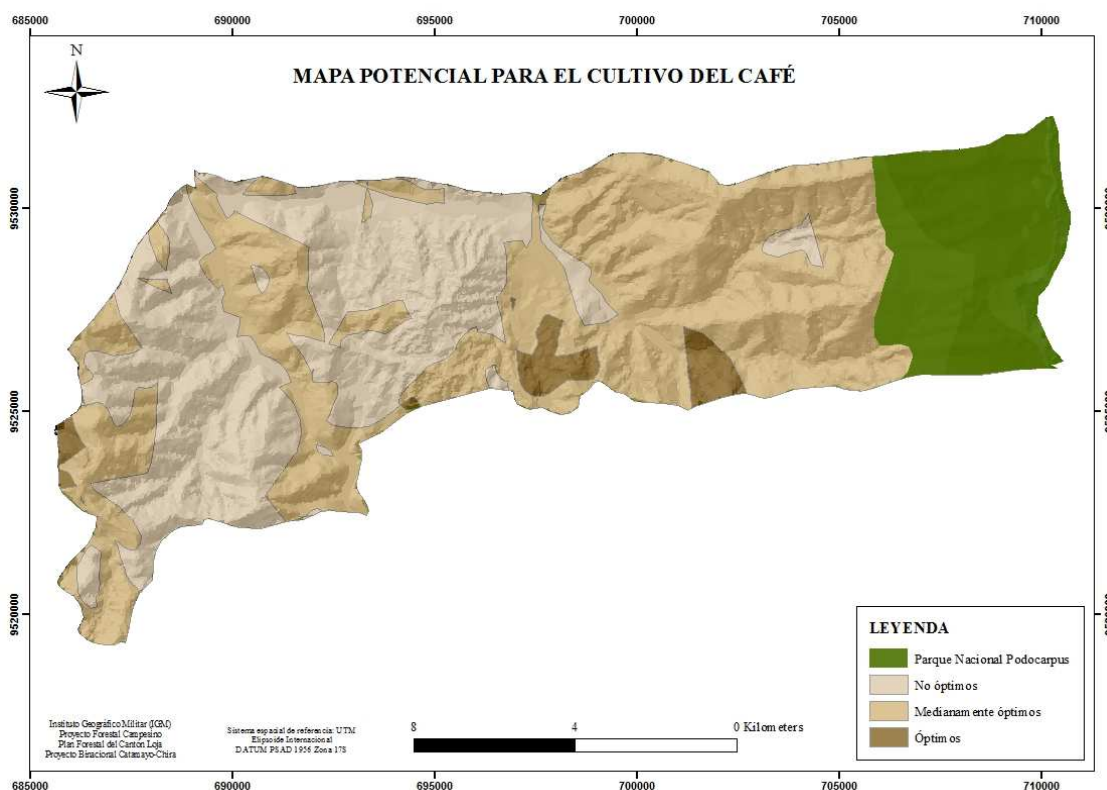 685000 690000 695000 700000 705000 710000
N
MAPA POTENCIAL PARA EL CULTIVO DEL CAFÉ
9530000
9525000
9520000
LEYENDA
Parque Nacional Podocarpus
No óptimos
Medianamente óptimos
Óptimos
Instituto Geográfico Militar (IGM)
Proyecto Forestal Campesino
Plan Forestal del Cantón Loja
Proyecto Binacional Catamayo-Chira
Sistema espacial de referencia: UTM
Elipsoide Internacional
DATUM PSAD 1956 Zona 17S
8 4 0 Kilometers
685000 690000 695000 700000 705000 710000